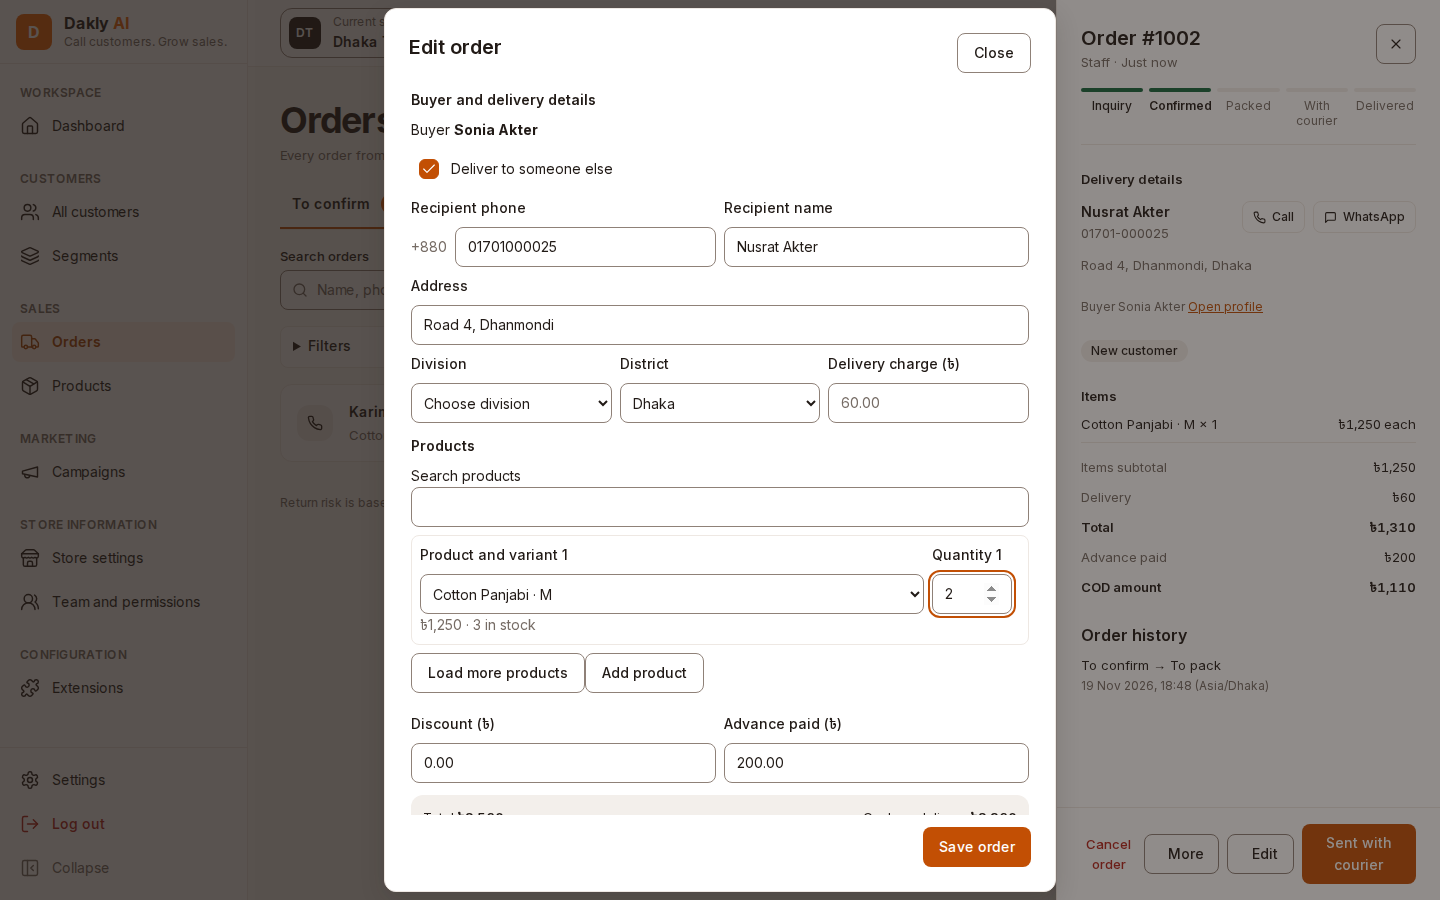 D
Dakly AI
Call customers. Grow sales.
WORKSPACE
Dashboard
CUSTOMERS
All customers
Segments
SALES
Orders
Products
MARKETING
Campaigns
STORE INFORMATION
Store settings
Team and permissions
CONFIGURATION
Extensions
Settings
Log out
Collapse
DT
Current
Dhaka
Orders
Every order from
To confirm
Search orders
Name,
Filters
Return risk is
Edit order
Close
Buyer and delivery details
Buyer Sonia Akter
Deliver to someone else
Recipient phone
Recipient name
+880
01701000025
Nusrat Akter
Address
Road 4, Dhanmondi
Division
District
Delivery charge (৳)
Choose division
Dhaka
60.00
Products
Search products
Product and variant 1
Quantity 1
Cotton Panjabi · M
2
৳1,250 · 3 in stock
Load more products
Add product
Discount (৳)
Advance paid (৳)
0.00
200.00
Save order
Order #1002
Staff · Just now
Inquiry
Confirmed
Packed
With
courier
Delivered
Delivery details
Nusrat Akter
Call
WhatsApp
01701-000025
Road 4, Dhanmondi, Dhaka
Buyer Sonia Akter Open profile
New customer
Items
Cotton Panjabi · M × 1
৳1,250 each
Items subtotal
৳1,250
Delivery
৳60
Total
৳1,310
Advance paid
৳200
COD amount
৳1,110
Order history
To confirm → To pack
19 Nov 2026, 18:48 (Asia/Dhaka)
Cancel
order
More
Edit
Sent with
courier